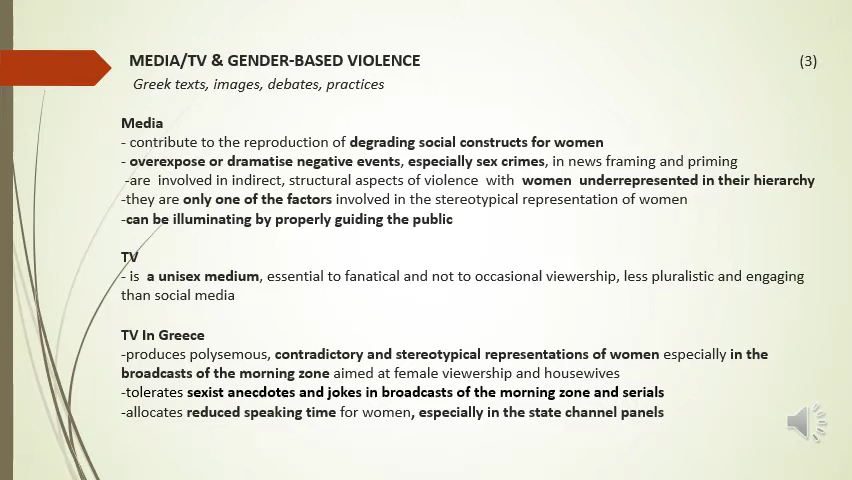 MEDIA/TV & GENDER-BASED VIOLENCE (3)
Greek texts, images, debates, practices
Media
- contribute to the reproduction of degrading social constructs for women
- overexpose or dramatise negative events, especially sex crimes, in news framing and priming
-are involved in indirect, structural aspects of violence with women underrepresented in their hierarchy
-they are only one of the factors involved in the stereotypical representation of women
-can be illuminating by properly guiding the public
TV
- is a unisex medium, essential to fanatical and not to occasional viewership, less pluralistic and engaging
than social media
TV In Greece
-produces polysemous, contradictory and stereotypical representations of women especially in the
broadcasts of the morning zone aimed at female viewership and housewives
-tolerates sexist anecdotes and jokes in broadcasts of the morning zone and serials
-allocates reduced speaking time for women, especially in the state channel panels